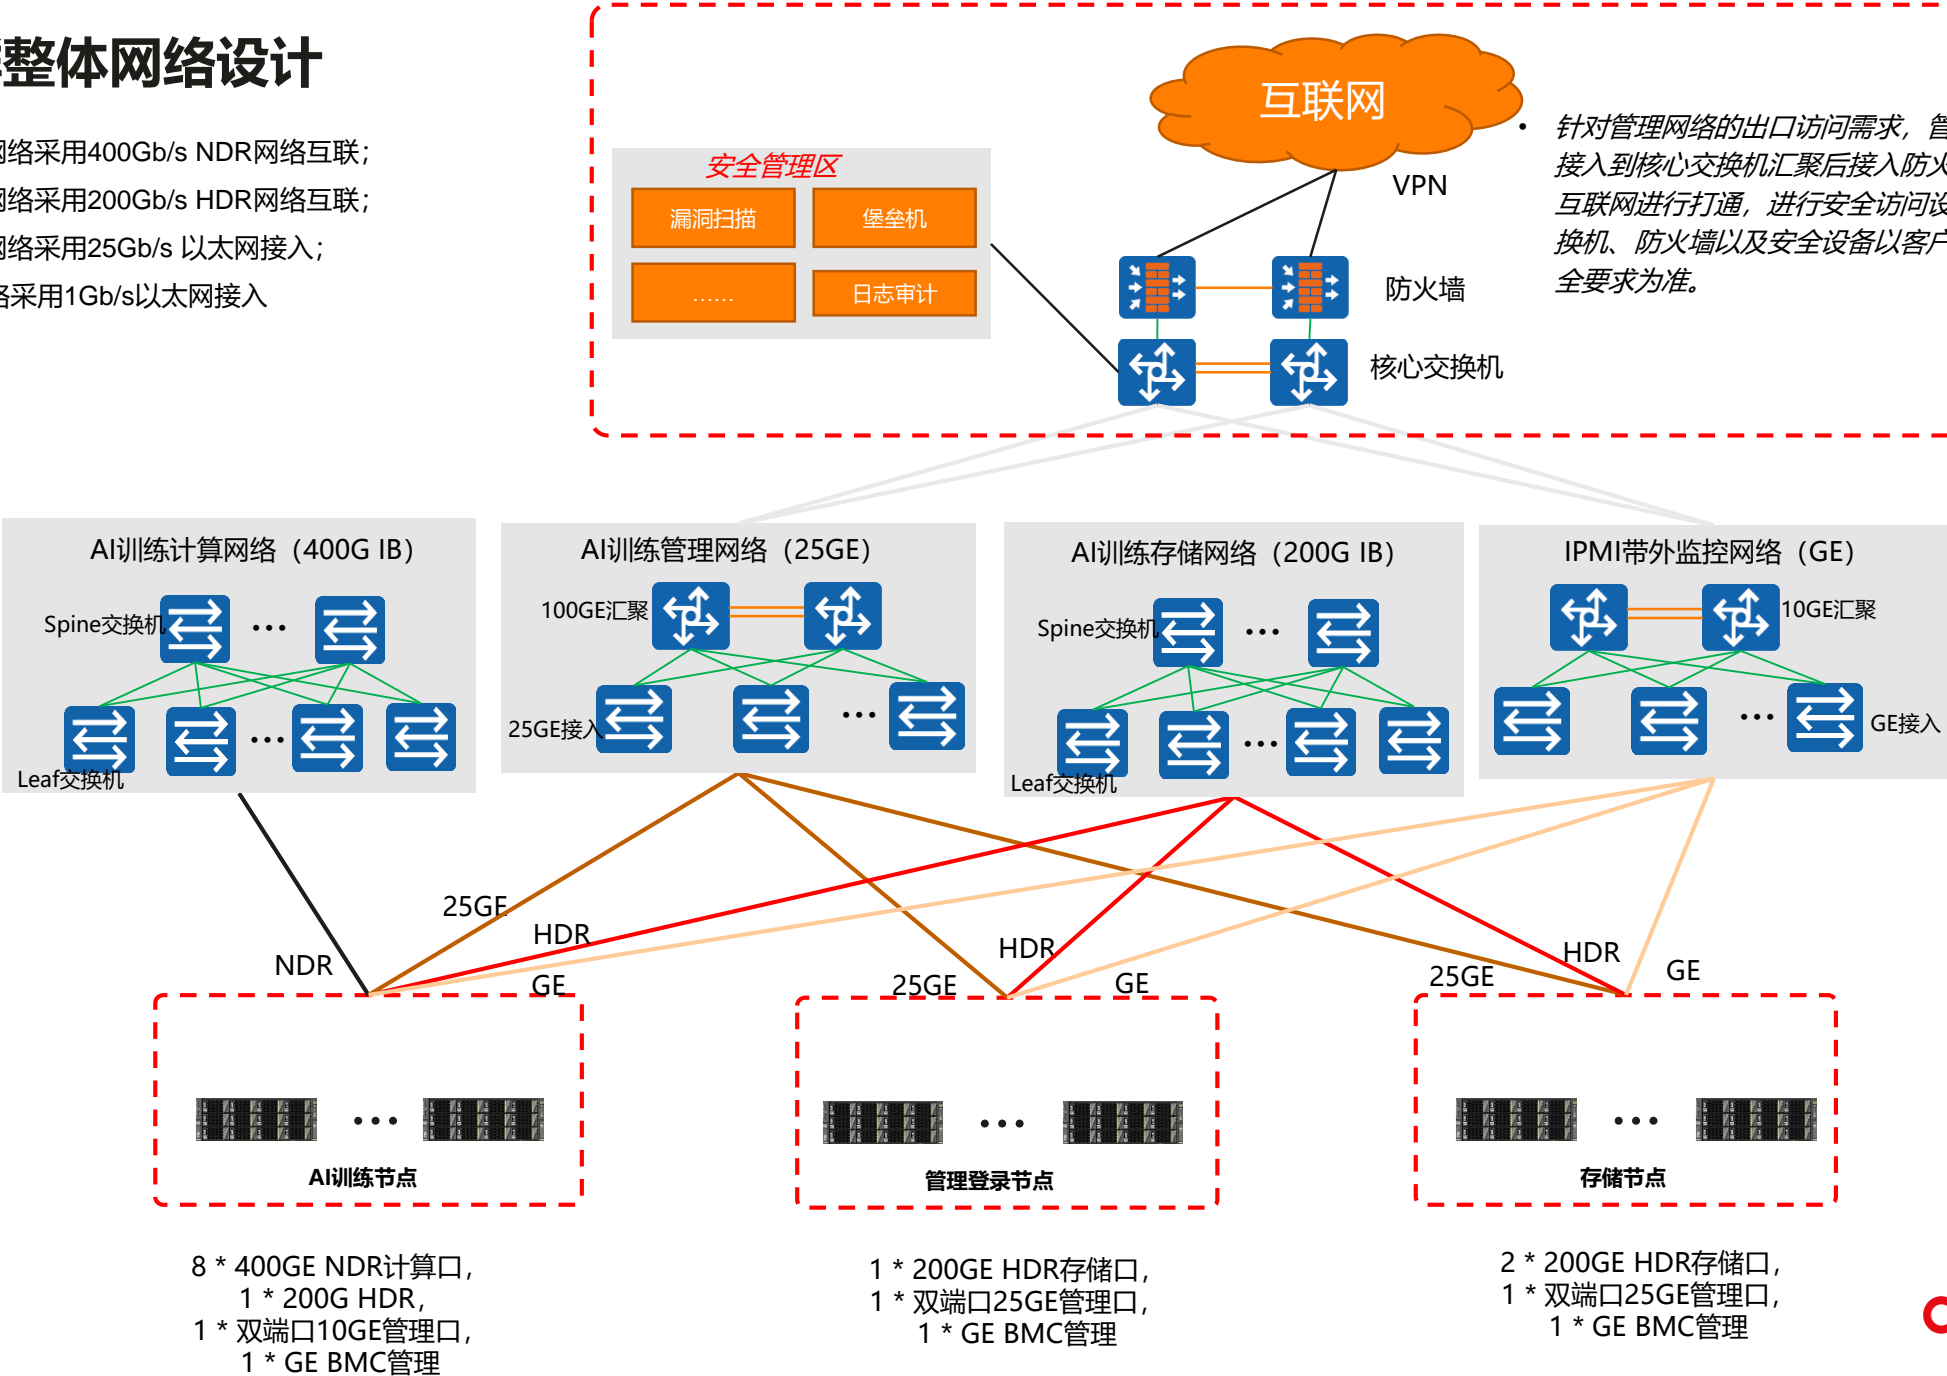 整体网络设计
网络采用400Gb/s NDR网络互联；
网络采用200Gb/s HDR网络互联；
网络采用25Gb/s 以太网接入；
络采用1Gb/s以太网接入
互联网
VPN
• 针对管理网络的出口访问需求，管
接入到核心交换机汇聚后接入防火
互联网进行打通，进行安全访问设
换机、防火墙以及安全设备以客户
全要求为准。
安全管理区
漏洞扫描
堡垒机
……
日志审计
防火墙
核心交换机
AI训练计算网络（400G IB）
Spine交换机
...
...
Leaf交换机
AI训练管理网络（25GE）
100GE汇聚
25GE接入
...
AI训练存储网络（200G IB）
Spine交换机
...
...
Leaf交换机
IPMI带外监控网络（GE）
10GE汇聚
...
GE接入
NDR
25GE
HDR
GE
25GE
HDR
GE
25GE
HDR
GE
...
AI训练节点
...
管理登录节点
...
存储节点
8 * 400GE NDR计算口，
1 * 200G HDR，
1 * 双端口10GE管理口，
1 * GE BMC管理
1 * 200GE HDR存储口，
1 * 双端口25GE管理口，
1 * GE BMC管理
2 * 200GE HDR存储口，
1 * 双端口25GE管理口，
1 * GE BMC管理